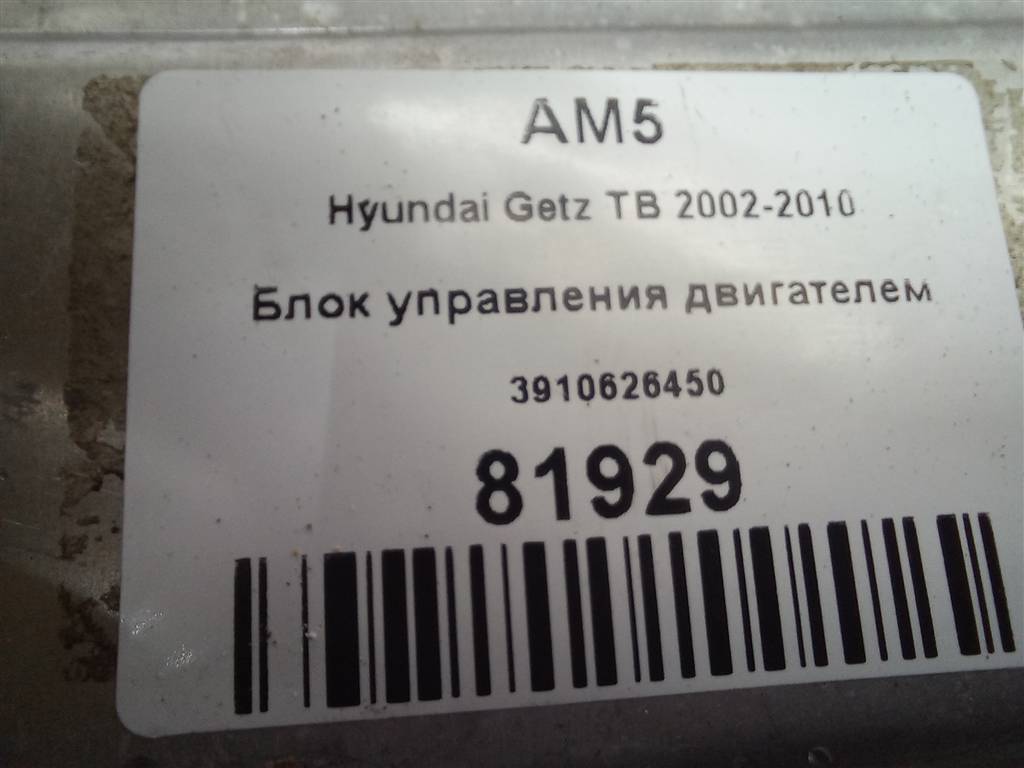 AM5
Hyundai Getz TB 2002-2010
Блок управления двигателем
3910626450
81929